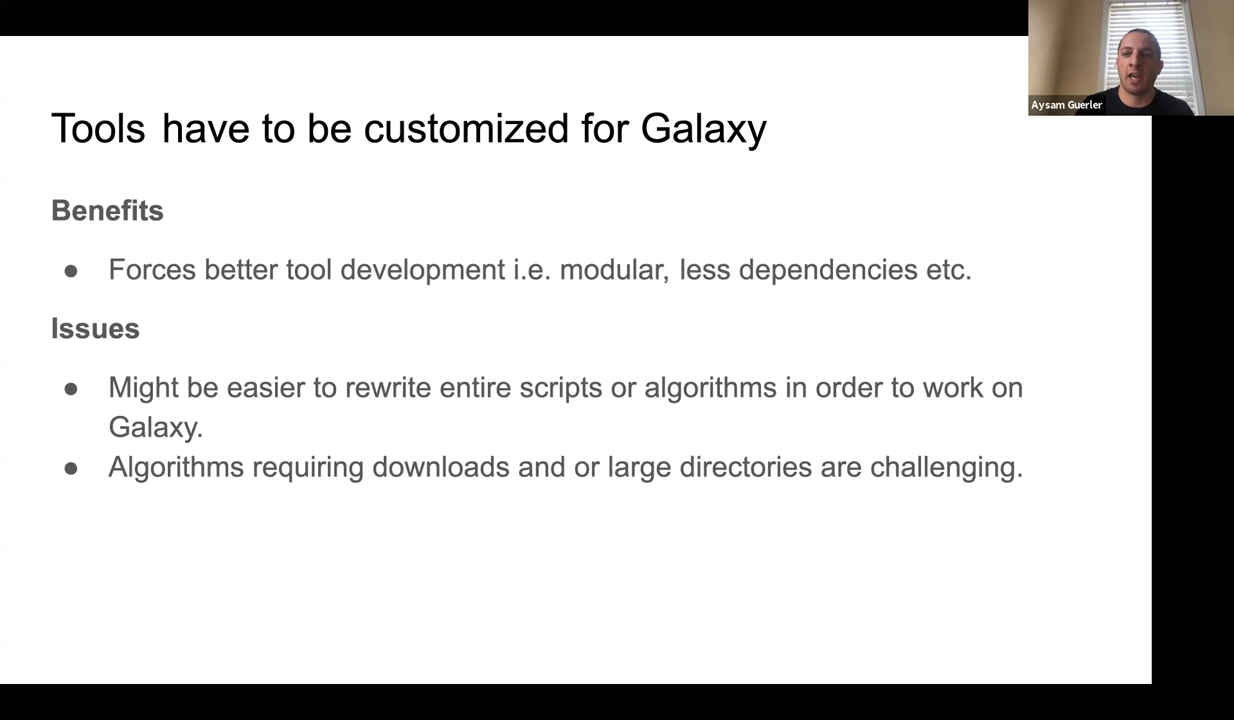 Aysam Guerler
Tools have to be customized for Galaxy
Benefits
● Forces better tool development i.e. modular, less dependencies etc.
Issues
● Might be easier to rewrite entire scripts or algorithms in order to work on
Galaxy.
● Algorithms requiring downloads and or large directories are challenging.